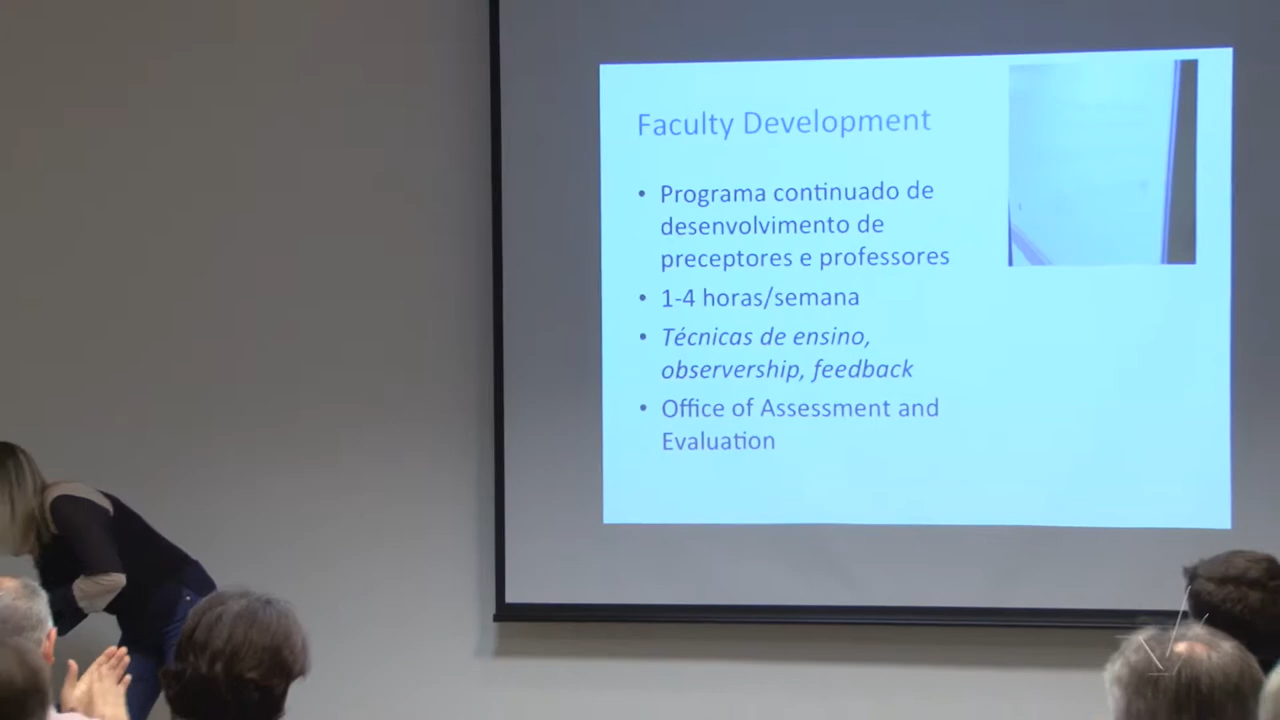 Faculty Development
• Programa continuado de
desenvolvimento de
preceptores e professores
• 1-4 horas/semana
• Técnicas de ensino,
observership, feedback
• Office of Assessment and
Evaluation